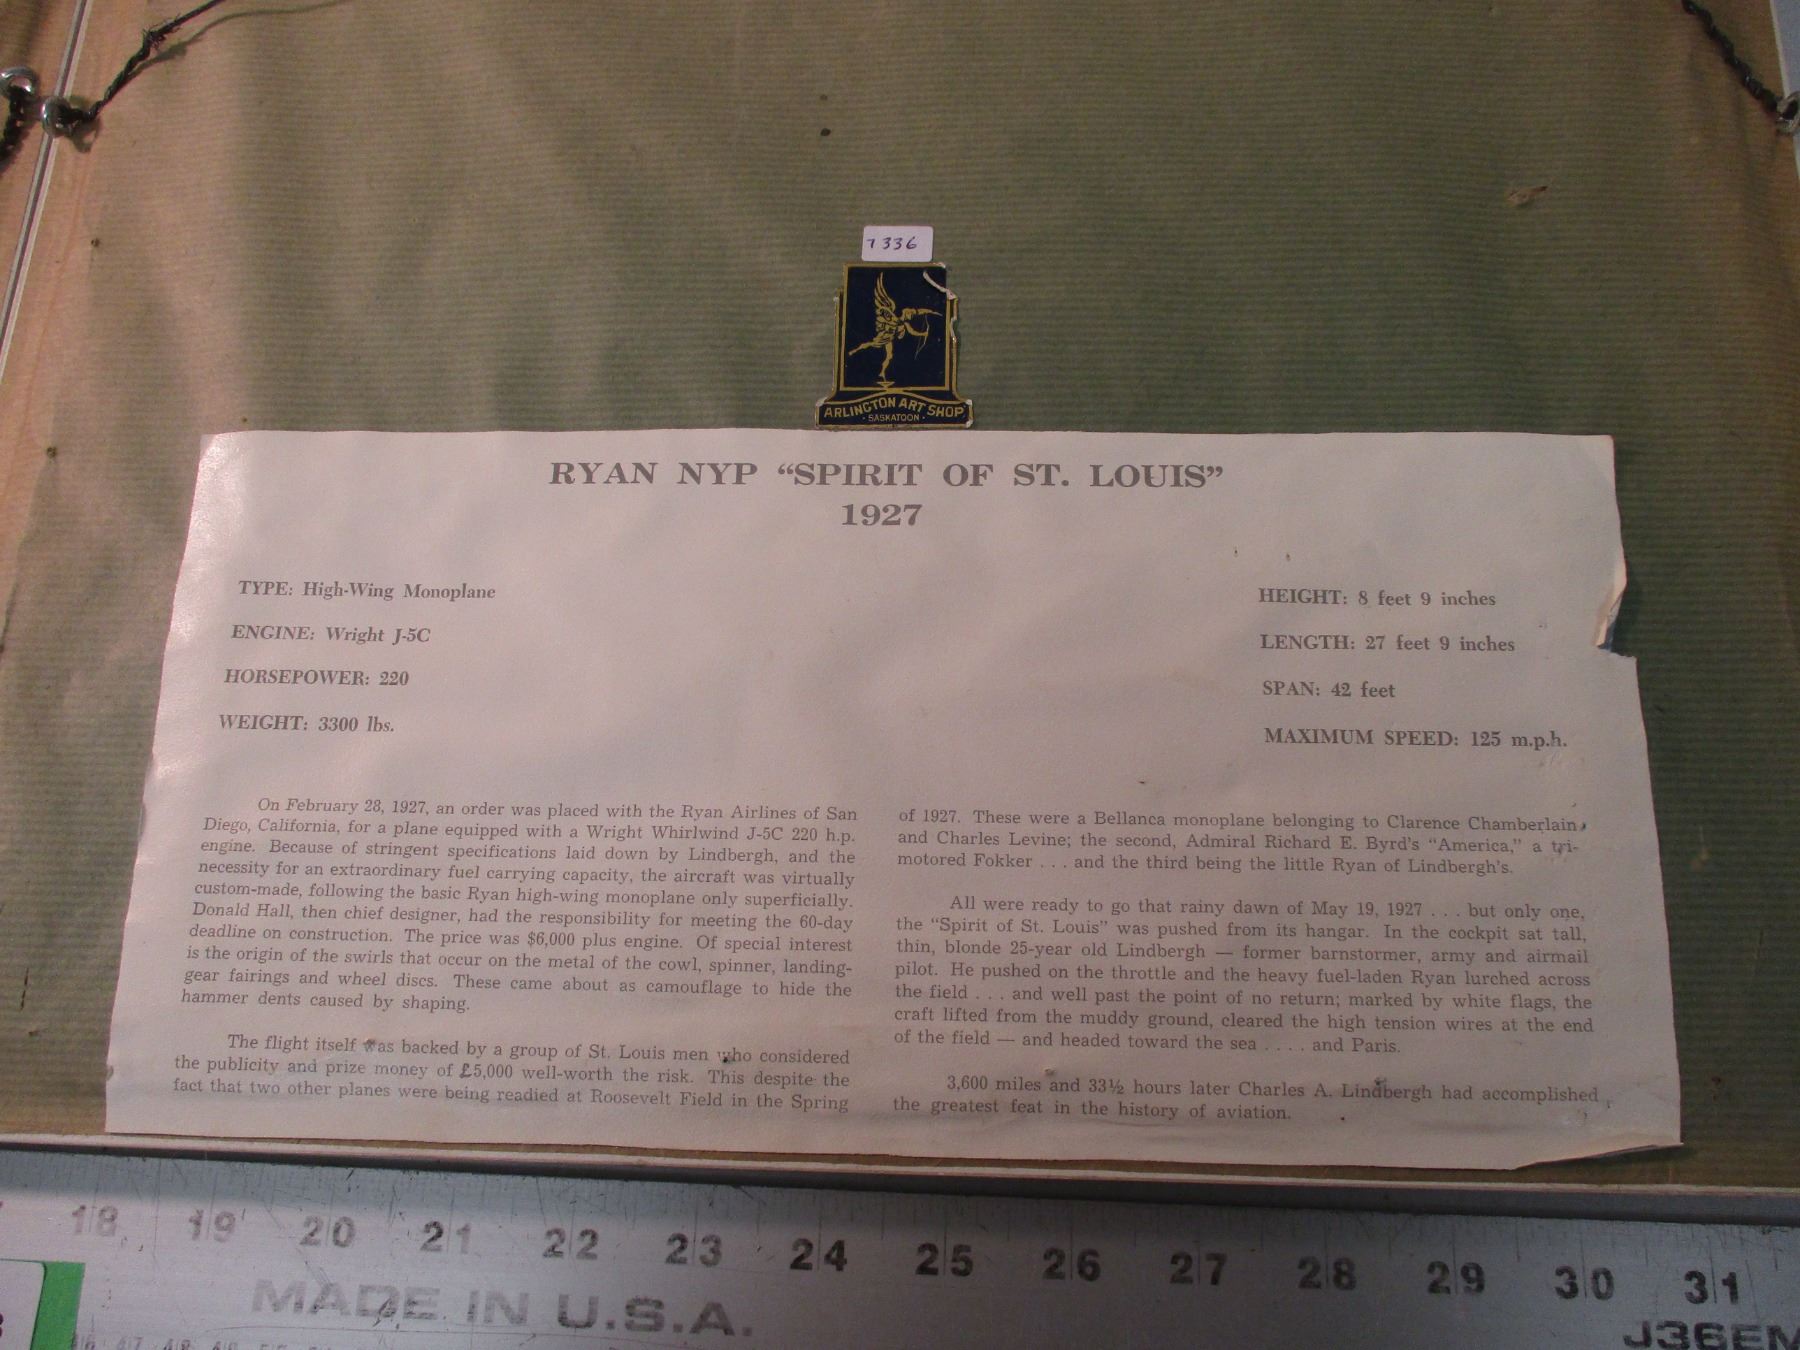 7336
ARLINGTON ART SHOP
· SASKATOON ·
RYAN NYP “SPIRIT OF ST. LOUIS”
1927
TYPE: High-Wing Monoplane
ENGINE: Wright J-5C
HORSEPOWER: 220
WEIGHT: 3300 lbs.
HEIGHT: 8 feet 9 inches
LENGTH: 27 feet 9 inches
SPAN: 42 feet
MAXIMUM SPEED: 125 m.p.h.
On February 28, 1927, an order was placed with the Ryan Airlines of San
Diego, California, for a plane equipped with a Wright Whirlwind J-5C 220 h.p.
engine. Because of stringent specifications laid down by Lindbergh, and the
necessity for an extraordinary fuel carrying capacity, the aircraft was virtually
custom-made, following the basic Ryan high-wing monoplane only superficially.
Donald Hall, then chief designer, had the responsibility for meeting the 60-day
deadline on construction. The price was $6,000 plus engine. Of special interest
is the origin of the swirls that occur on the metal of the cowl, spinner, landing-
gear fairings and wheel discs. These came about as camouflage to hide the
hammer dents caused by shaping.
The flight itself was backed by a group of St. Louis men who considered
the publicity and prize money of £5,000 well-worth the risk. This despite the
fact that two other planes were being readied at Roosevelt Field in the Spring
of 1927. These were a Bellanca monoplane belonging to Clarence Chamberlain,
and Charles Levine; the second, Admiral Richard E. Byrd’s “America,” a tri-
motored Fokker . . . and the third being the little Ryan of Lindbergh’s.
All were ready to go that rainy dawn of May 19, 1927 . . . but only one,
the “Spirit of St. Louis” was pushed from its hangar. In the cockpit sat tall,
thin, blonde 25-year old Lindbergh — former barnstormer, army and airmail
pilot. He pushed on the throttle and the heavy fuel-laden Ryan lurched across
the field . . . and well past the point of no return; marked by white flags, the
craft lifted from the muddy ground, cleared the high tension wires at the end
of the field — and headed toward the sea . . . . and Paris.
3,600 miles and 33½ hours later Charles A. Lindbergh had accomplished
the greatest feat in the history of aviation.
18 19 20 21 22 23 24 25 26 27 28 29 30 31
MADE IN U.S.A.
J36EM